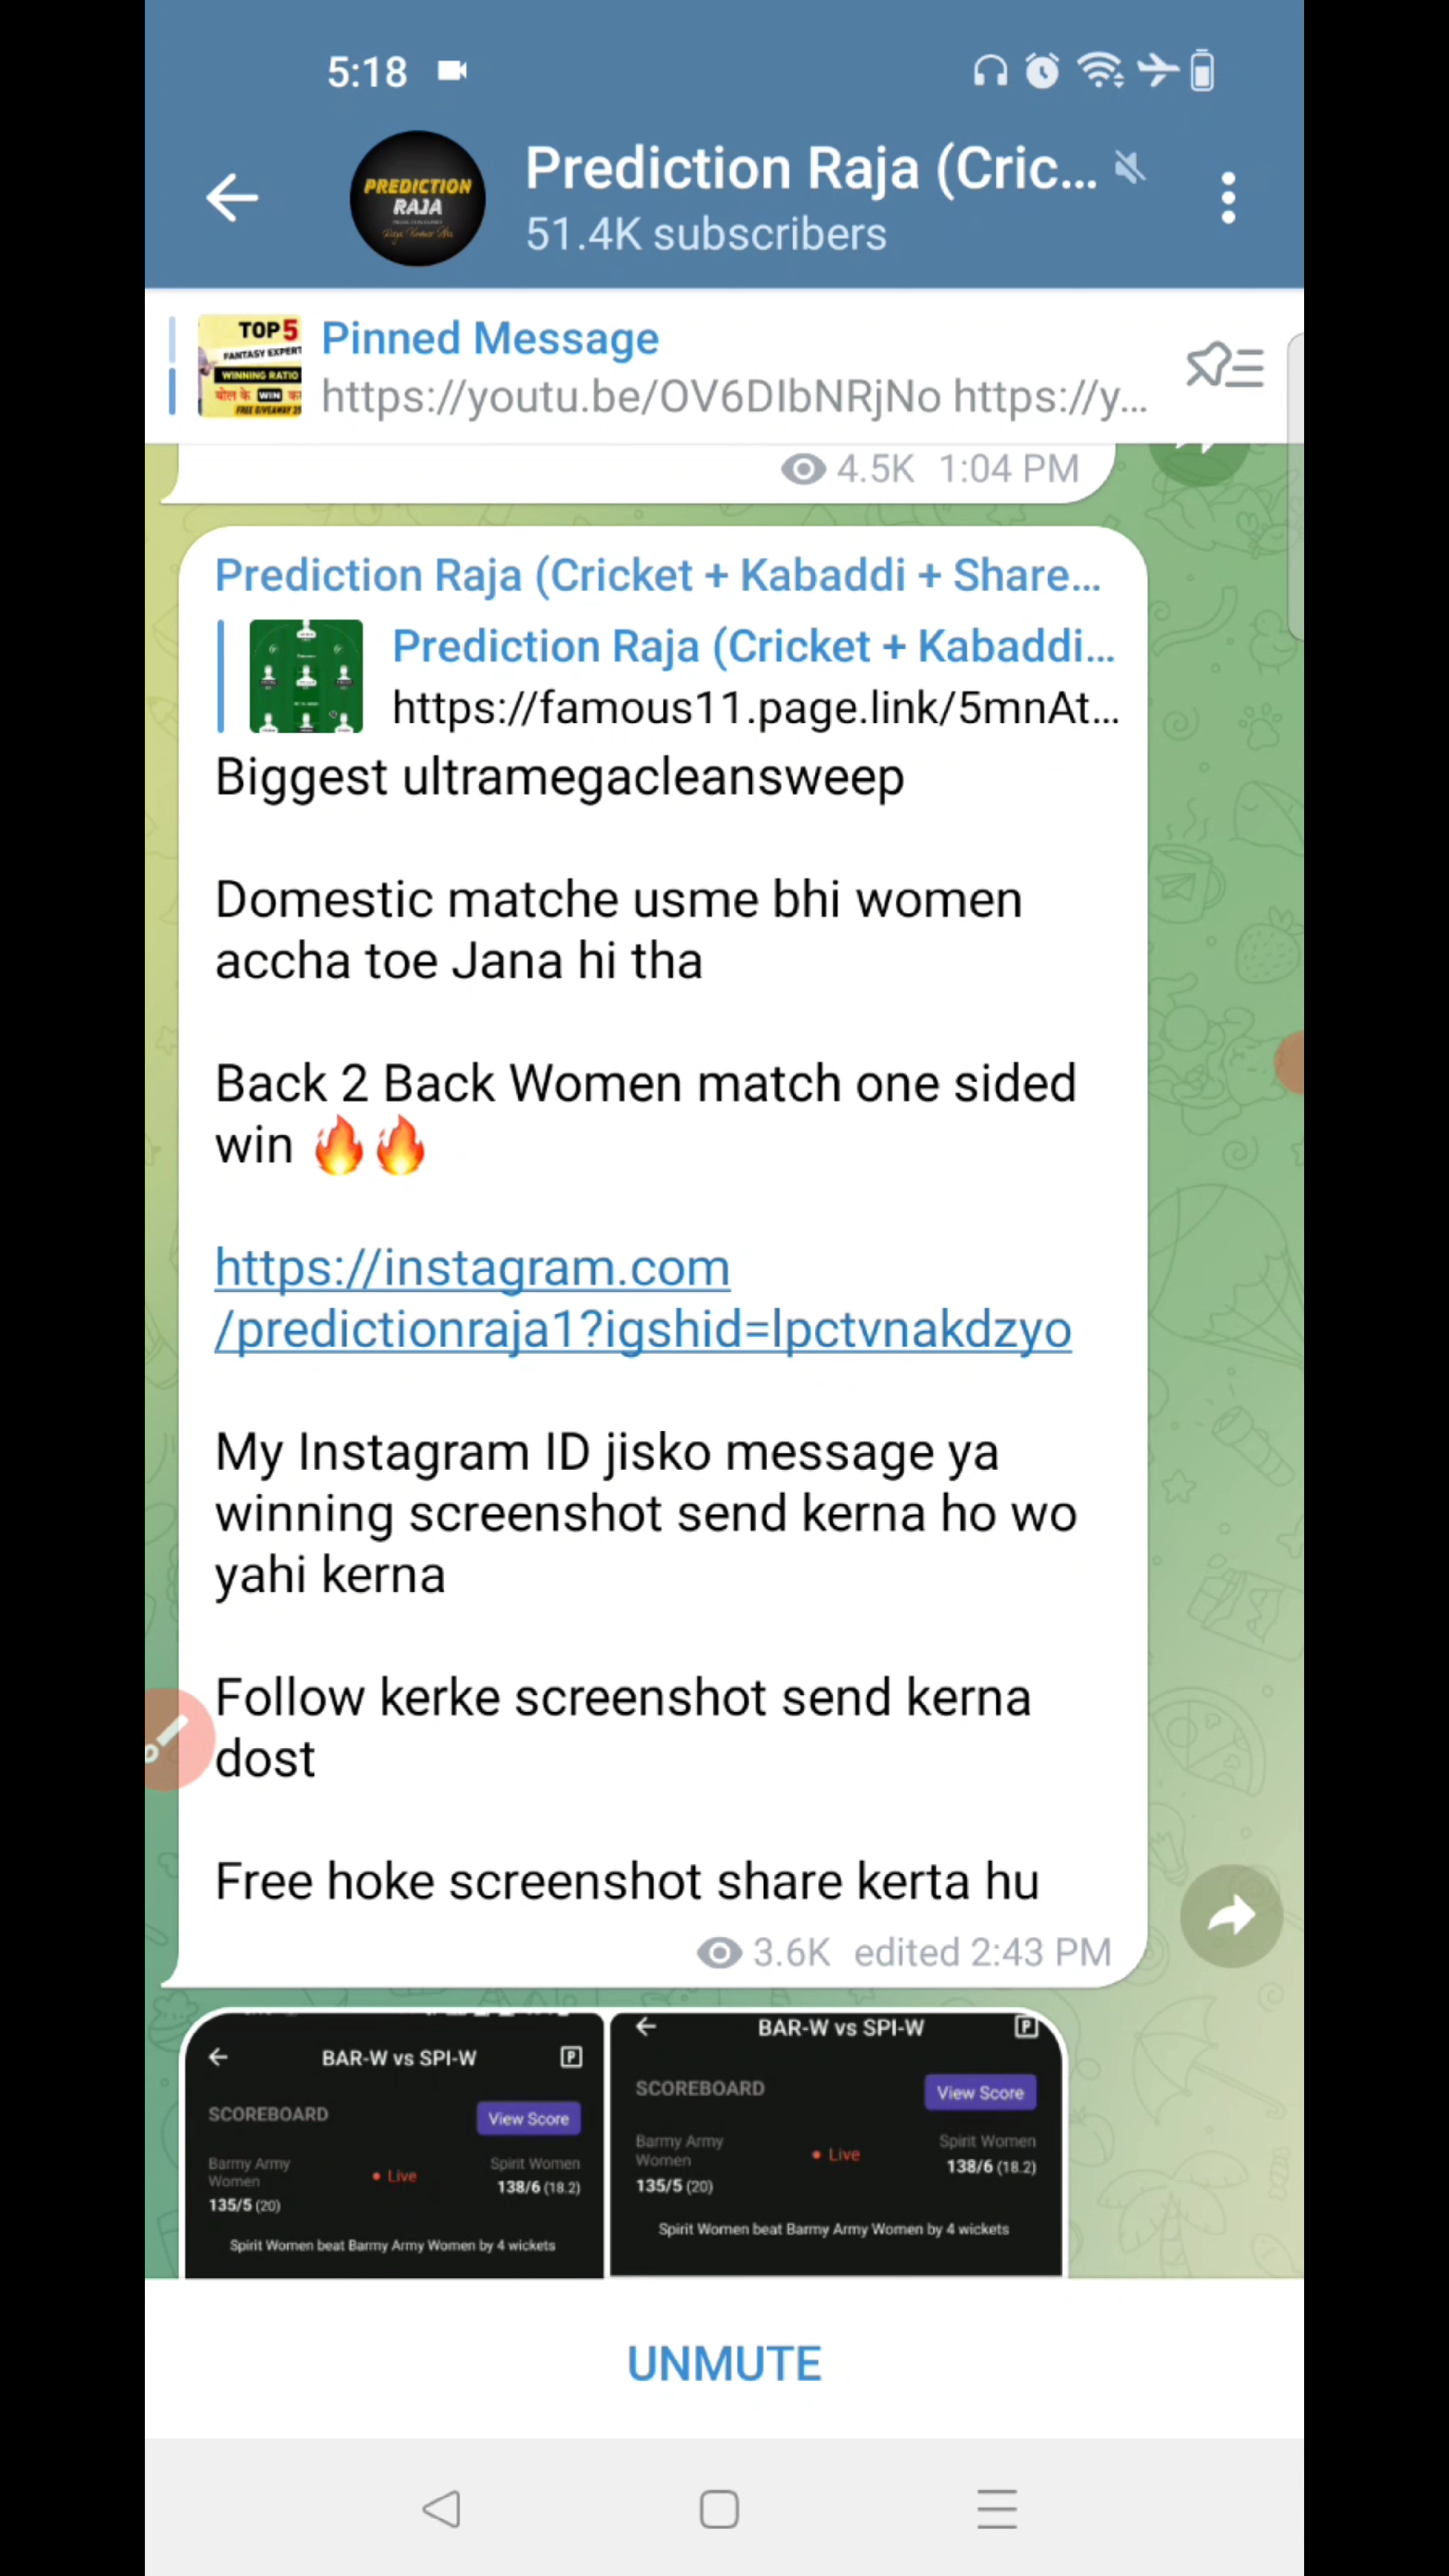 5:18
PREDICTION
RAJA
Prediction Raja (Cric...
51.4K subscribers
TOP 5
FANTASY EXPERT
WINNING RATIO
बोल के WIN
FREE GIVEAWAY
Pinned Message
https://youtu.be/OV6DIbNRjNo https://y...
4.5K 1:04 PM
Prediction Raja (Cricket + Kabaddi + Share...
Prediction Raja (Cricket + Kabaddi...
https://famous11.page.link/5mnAt...
Biggest ultramegacleansweep
Domestic matche usme bhi women
accha toe Jana hi tha
Back 2 Back Women match one sided
win 🔥🔥
https://instagram.com
/predictionraja1?igshid=lpctvnakdzyo
My Instagram ID jisko message ya
winning screenshot send kerna ho wo
yahi kerna
Follow kerke screenshot send kerna
dost
Free hoke screenshot share kerta hu
3.6K edited 2:43 PM
BAR-W vs SPI-W P
SCOREBOARD View Score
Barmy Army
Women
135/5 (20)
Live
Spirit Women
138/6 (18.2)
Spirit Women beat Barmy Army Women by 4 wickets
BAR-W vs SPI-W P
SCOREBOARD View Score
Barmy Army
Women
135/5 (20)
Live
Spirit Women
138/6 (18.2)
Spirit Women beat Barmy Army Women by 4 wickets
UNMUTE